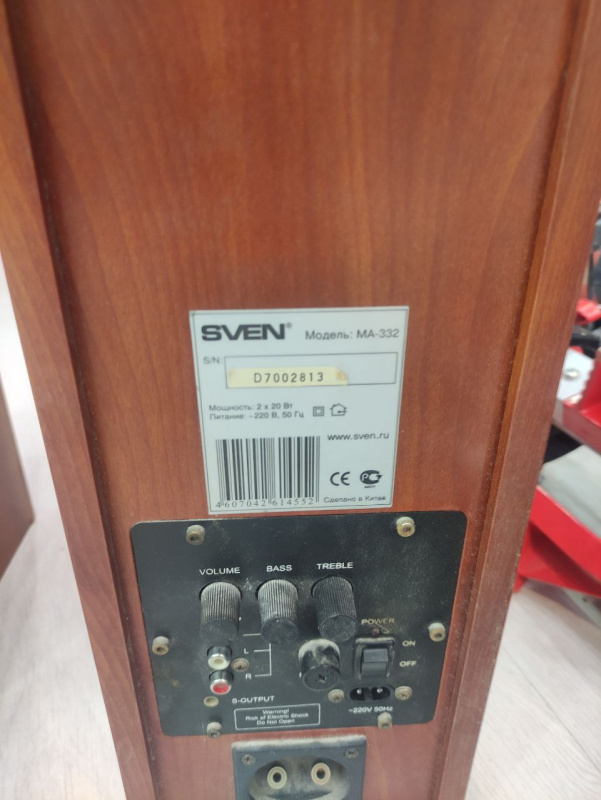 SVEN® Модель: MA-332
S/N:
D7002813
Мощность: 2 x 20 Вт
Питание: ~220 В, 50 Гц
www.sven.ru
4607042614552
CE
Сделано в Китае
VOLUME BASS TREBLE
POWER
ON
L
OFF
R
S-OUTPUT
~220V 50Hz
Warning!
Risk of Electric Shock
Do Not Open